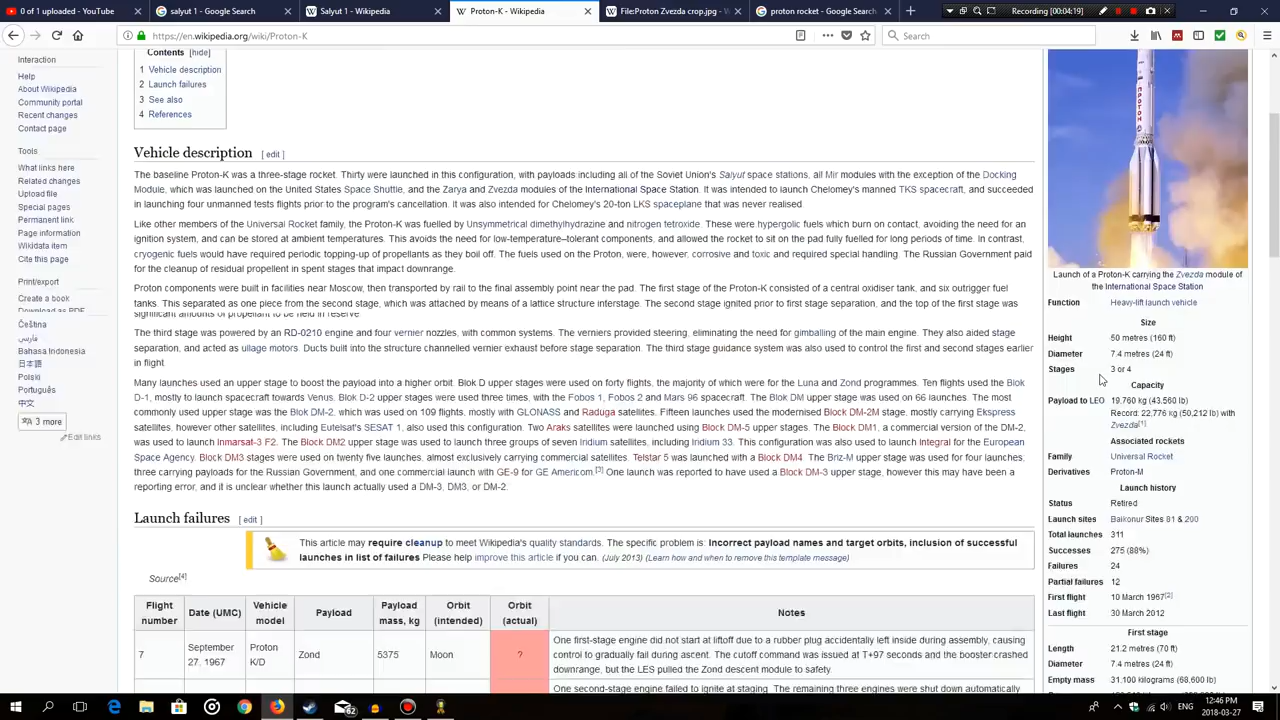 0 of 1 uploaded - YouTube
salyut 1 - Google Search
Salyut 1 - Wikipedia
Proton-K - Wikipedia
File:Proton Zvezda crop.jpg - W
proton rocket - Google Search
Recording [00:04:19]
https://en.wikipedia.org/wiki/Proton-K
Search
Interaction
Help
About Wikipedia
Community portal
Recent changes
Contact page
Tools
What links here
Related changes
Upload file
Special pages
Permanent link
Page information
Wikidata item
Cite this page
Print/export
Create a book
Download as PDF
Čeština
فارسی
Bahasa Indonesia
日本語
Polski
Português
中文
3 more
Edit links
Contents [hide]
1 Vehicle description
2 Launch failures
3 See also
4 References
Vehicle description [ edit ]
The baseline Proton-K was a three-stage rocket. Thirty were launched in this configuration, with payloads including all of the Soviet Union's Salyut space stations, all Mir modules with the exception of the Docking
Module, which was launched on the United States Space Shuttle, and the Zarya and Zvezda modules of the International Space Station. It was intended to launch Chelomey's manned TKS spacecraft, and succeeded
in launching four unmanned tests flights prior to the program's cancellation. It was also intended for Chelomey's 20-ton LKS spaceplane that was never realised.
Like other members of the Universal Rocket family, the Proton-K was fuelled by Unsymmetrical dimethylhydrazine and nitrogen tetroxide. These were hypergolic fuels which burn on contact, avoiding the need for an
ignition system, and can be stored at ambient temperatures. This avoids the need for low-temperature–tolerant components, and allowed the rocket to sit on the pad fully fuelled for long periods of time. In contrast,
cryogenic fuels would have required periodic topping-up of propellants as they boil off. The fuels used on the Proton, were, however, corrosive and toxic and required special handling. The Russian Government paid
for the cleanup of residual propellent in spent stages that impact downrange.
Proton components were built in facilities near Moscow, then transported by rail to the final assembly point near the pad. The first stage of the Proton-K consisted of a central oxidiser tank, and six outrigger fuel
tanks. This separated as one piece from the second stage, which was attached by means of a lattice structure interstage. The second stage ignited prior to first stage separation, and the top of the first stage was
significant amounts of propellent to be held in reserve.
The third stage was powered by an RD-0210 engine and four vernier nozzles, with common systems. The verniers provided steering, eliminating the need for gimballing of the main engine. They also aided stage
separation, and acted as ullage motors. Ducts built into the structure channelled vernier exhaust before stage separation. The third stage guidance system was also used to control the first and second stages earlier
in flight.
Many launches used an upper stage to boost the payload into a higher orbit. Blok D upper stages were used on forty flights, the majority of which were for the Luna and Zond programmes. Ten flights used the Blok
D-1, mostly to launch spacecraft towards Venus. Blok D-2 upper stages were used three times, with the Fobos 1, Fobos 2 and Mars 96 spacecraft. The Blok DM upper stage was used on 66 launches. The most
commonly used upper stage was the Blok DM-2, which was used on 109 flights, mostly with GLONASS and Raduga satellites. Fifteen launches used the modernised Block DM-2M stage, mostly carrying Ekspress
satellites, however other satellites, including Eutelsat's SESAT 1, also used this configuration. Two Araks satellites were launched using Block DM-5 upper stages. The Block DM1, a commercial version of the DM-2,
was used to launch Inmarsat-3 F2. The Block DM2 upper stage was used to launch three groups of seven Iridium satellites, including Iridium 33. This configuration was also used to launch Integral for the European
Space Agency. Block DM3 stages were used on twenty five launches, almost exclusively carrying commercial satellites. Telstar 5 was launched with a Block DM4. The Briz-M upper stage was used for four launches;
three carrying payloads for the Russian Government, and one commercial launch with GE-9 for GE Americom.[3] One launch was reported to have used a Block DM-3 upper stage, however this may have been a
reporting error, and it is unclear whether this launch actually used a DM-3, DM3, or DM-2.
Launch failures [ edit ]
This article may require cleanup to meet Wikipedia's quality standards. The specific problem is: Incorrect payload names and target orbits, inclusion of successful
launches in list of failures Please help improve this article if you can. (July 2013) (Learn how and when to remove this template message)
Source[4]
Flight number
Date (UMC)
Vehicle model
Payload
Payload mass, kg
Orbit (intended)
Orbit (actual)
Notes
7
September 27, 1967
Proton K/D
Zond
5375
Moon
?
One first-stage engine did not start at liftoff due to a rubber plug accidentally left inside during assembly, causing
control to gradually fail during ascent. The cutoff command was issued at T+97 seconds and the booster crashed
downrange, but the LES pulled the Zond descent module to safety.
One second-stage engine failed to ignite at staging. The remaining three engines were shut down automatically
ПРОТОН
Launch of a Proton-K carrying the Zvezda module of
the International Space Station
Function Heavy-lift launch vehicle
Size
Height 50 metres (160 ft)
Diameter 7.4 metres (24 ft)
Stages 3 or 4
Capacity
Payload to LEO 19,760 kg (43,560 lb)
Record: 22,776 kg (50,212 lb) with
Zvezda[1]
Associated rockets
Family Universal Rocket
Derivatives Proton-M
Launch history
Status Retired
Launch sites Baikonur Sites 81 & 200
Total launches 311
Successes 275 (88%)
Failures 24
Partial failures 12
First flight 10 March 1967[2]
Last flight 30 March 2012
First stage
Length 21.2 metres (70 ft)
Diameter 7.4 metres (24 ft)
Empty mass 31,100 kilograms (68,600 lb)
62
12:46 PM
2018-03-27